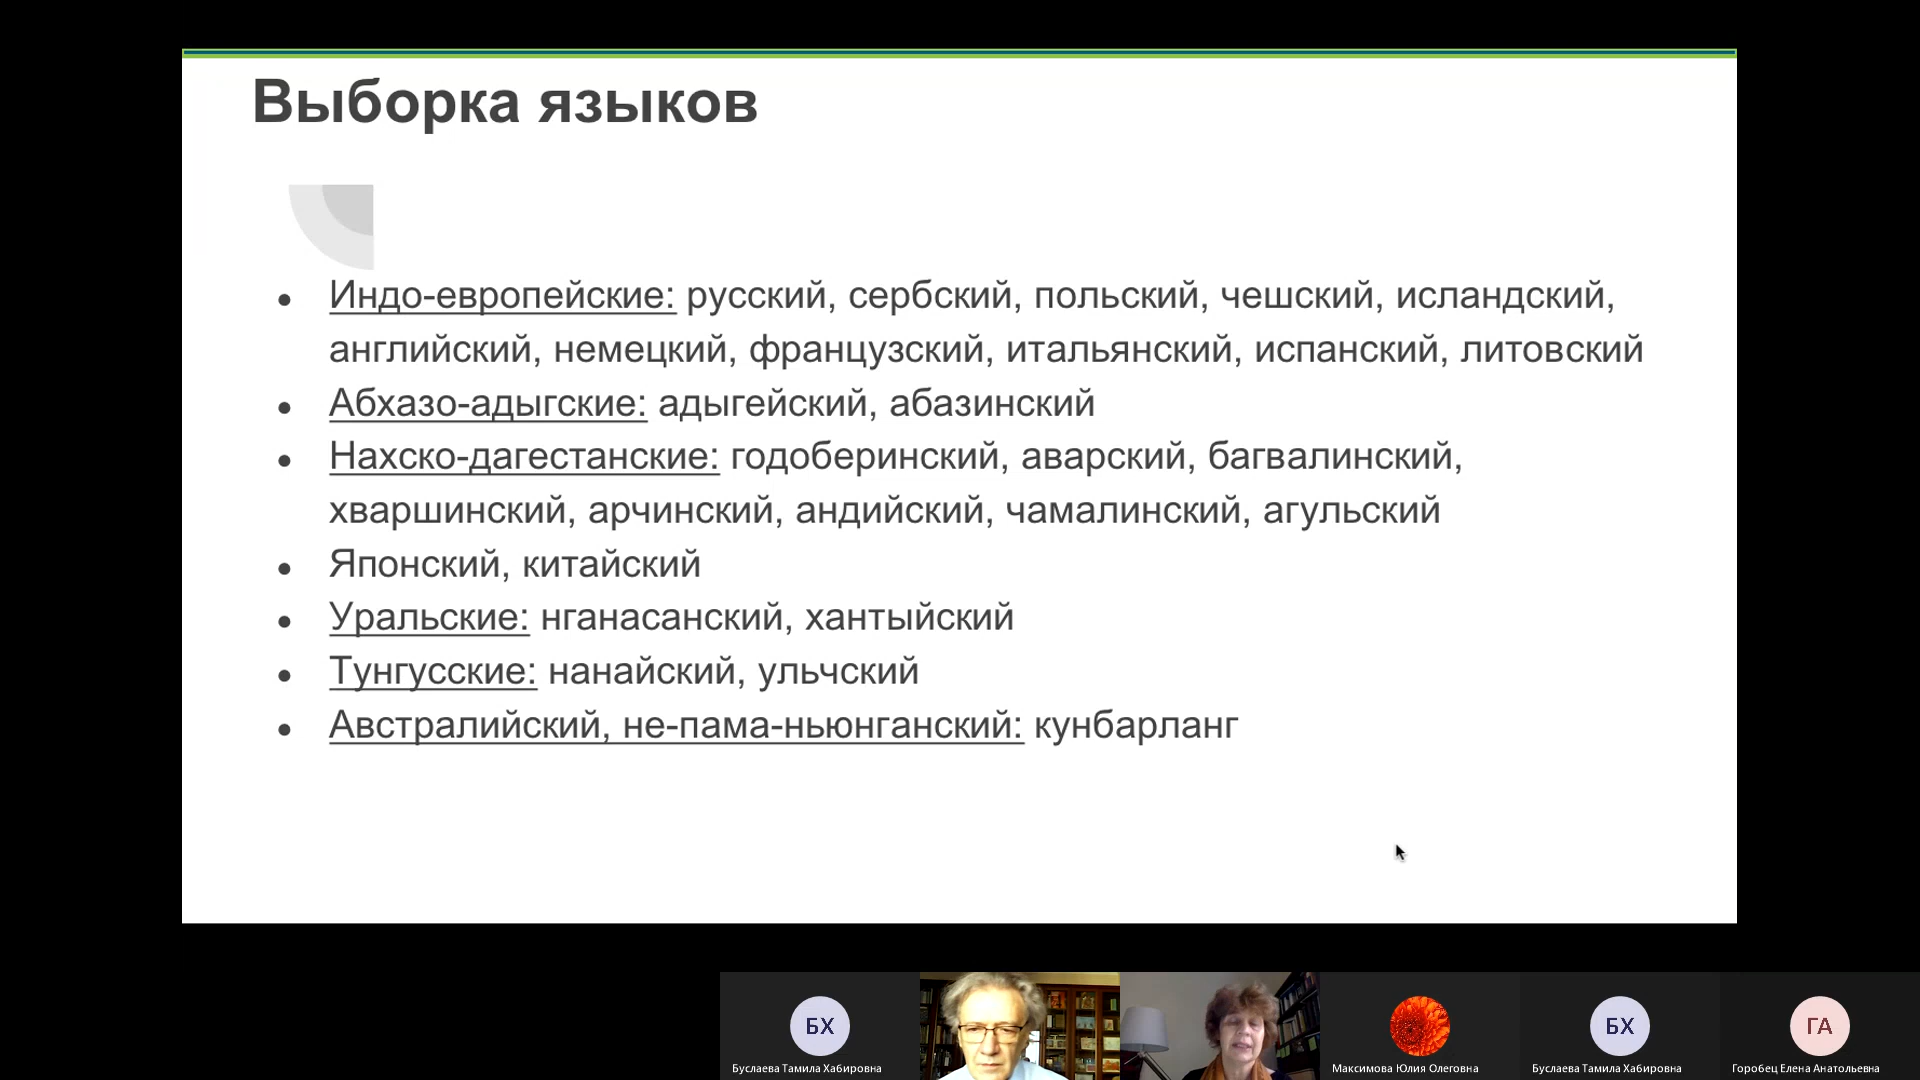 Выборка языков
Индо-европейские: русский, сербский, польский, чешский, исландский,
английский, немецкий, французский, итальянский, испанский, литовский
Абхазо-адыгские: адыгейский, абазинский
Нахско-дагестанские: годоберинский, аварский, багвалинский,
хваршинский, арчинский, андийский, чамалинский, агульский
Японский, китайский
Уральские: нганасанский, хантыйский
Тунгусские: нанайский, ульчский
Австралийский, не-пама-ньюнганский: кунбарланг
БХ
Буслаева Тамила Хабировна
Максимова Юлия Олеговна
БХ
Буслаева Тамила Хабировна
ГА
Горобец Елена Анатольевна